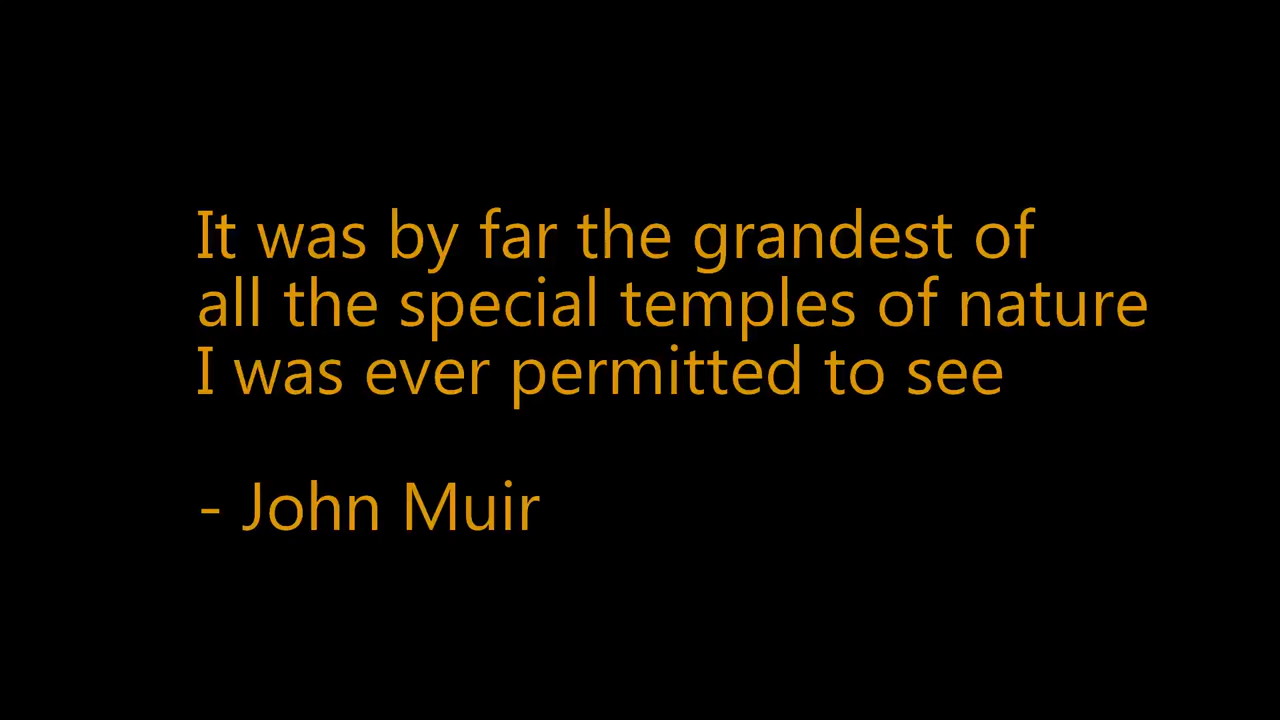 It was by far the grandest of
all the special temples of nature
I was ever permitted to see
- John Muir